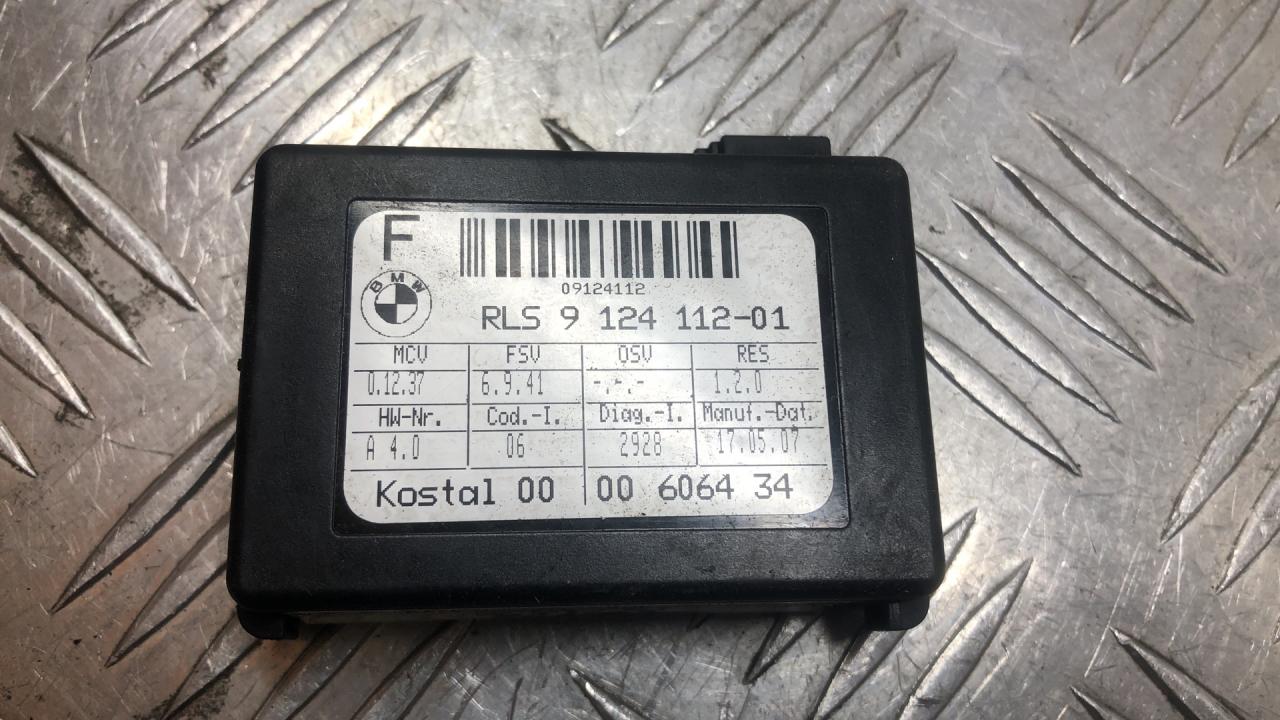 F
09124112
BMW
RLS 9 124 112-01
MCV FSV OSV RES
0.12.37 6.9.41 -.-.- 1.2.0
HW-Nr. Cod.-I. Diag.-I. Manuf.-Dat.
A 4.0 06 2928 17.05.07
Kostal 00 00 6064 34